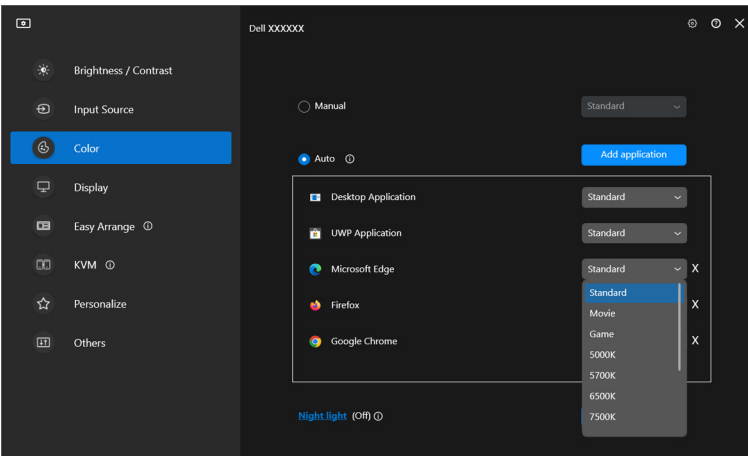 Dell XXXXXX
Brightness / Contrast
Input Source
Color
Display
Easy Arrange
KVM
Personalize
Others
Manual
Standard
Auto
Add application
Desktop Application
Standard
UWP Application
Standard
Microsoft Edge
Standard
X
Firefox
X
Google Chrome
X
Standard
Movie
Game
5000K
5700K
6500K
7500K
Night light (Off)